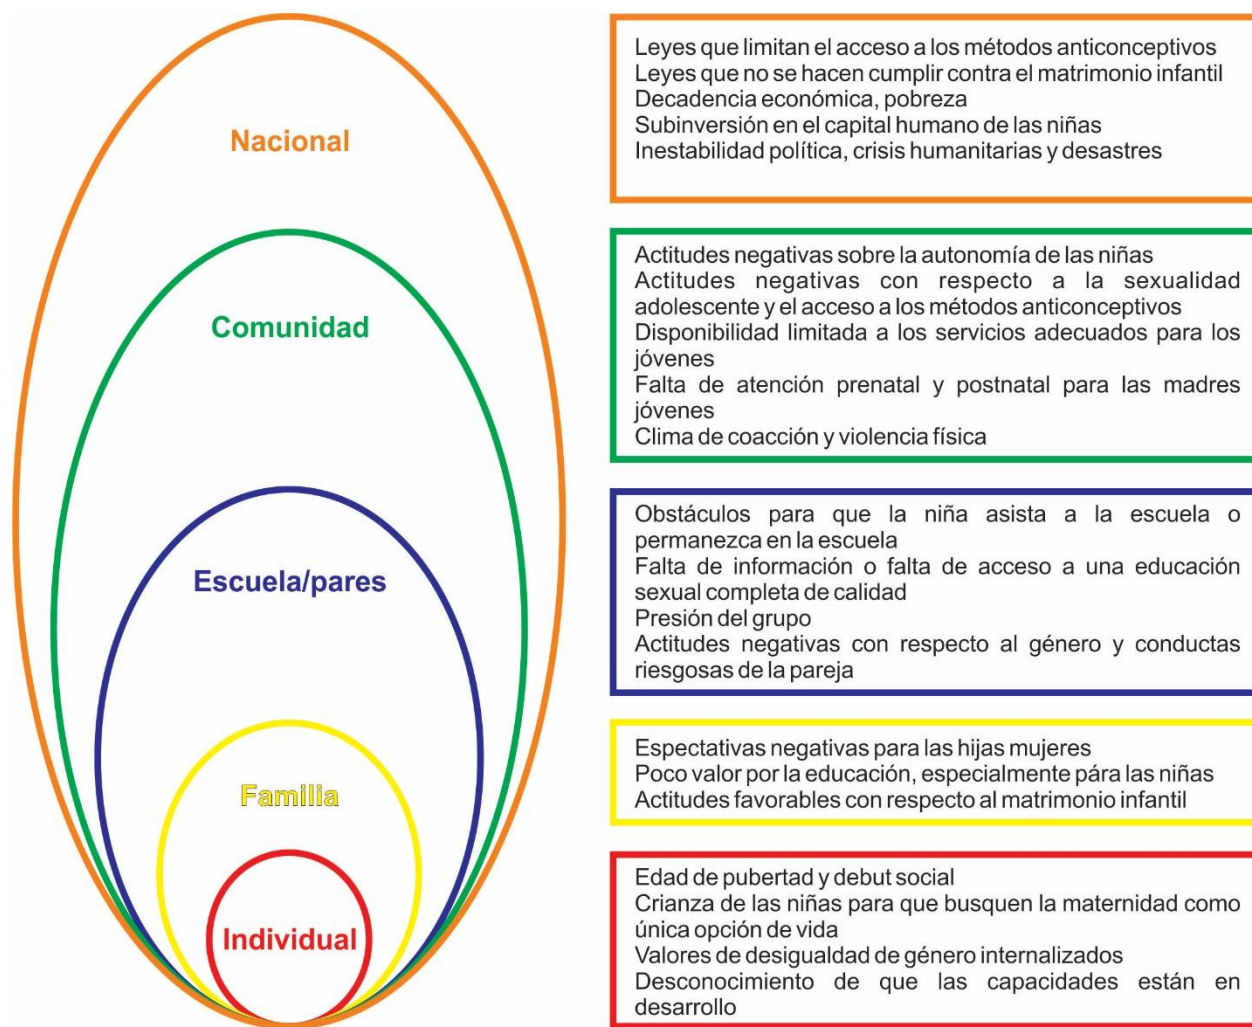 Nacional
Leyes que limitan el acceso a los métodos anticonceptivos
Leyes que no se hacen cumplir contra el matrimonio infantil
Decadencia económica, pobreza
Subinversión en el capital humano de las niñas
Inestabilidad política, crisis humanitarias y desastres
Comunidad
Actitudes negativas sobre la autonomía de las niñas
Actitudes negativas con respecto a la sexualidad
adolescente y el acceso a los métodos anticonceptivos
Disponibilidad limitada a los servicios adecuados para los
jóvenes
Falta de atención prenatal y postnatal para las madres
jóvenes
Clima de coacción y violencia física
Escuela/pares
Obstáculos para que la niña asista a la escuela o
permanezca en la escuela
Falta de información o falta de acceso a una educación
sexual completa de calidad
Presión del grupo
Actitudes negativas con respecto al género y conductas
riesgosas de la pareja
Familia
Espectativas negativas para las hijas mujeres
Poco valor por la educación, especialmente pára las niñas
Actitudes favorables con respecto al matrimonio infantil
Individual
Edad de pubertad y debut social
Crianza de las niñas para que busquen la maternidad como
única opción de vida
Valores de desigualdad de género internalizados
Desconocimiento de que las capacidades están en
desarrollo